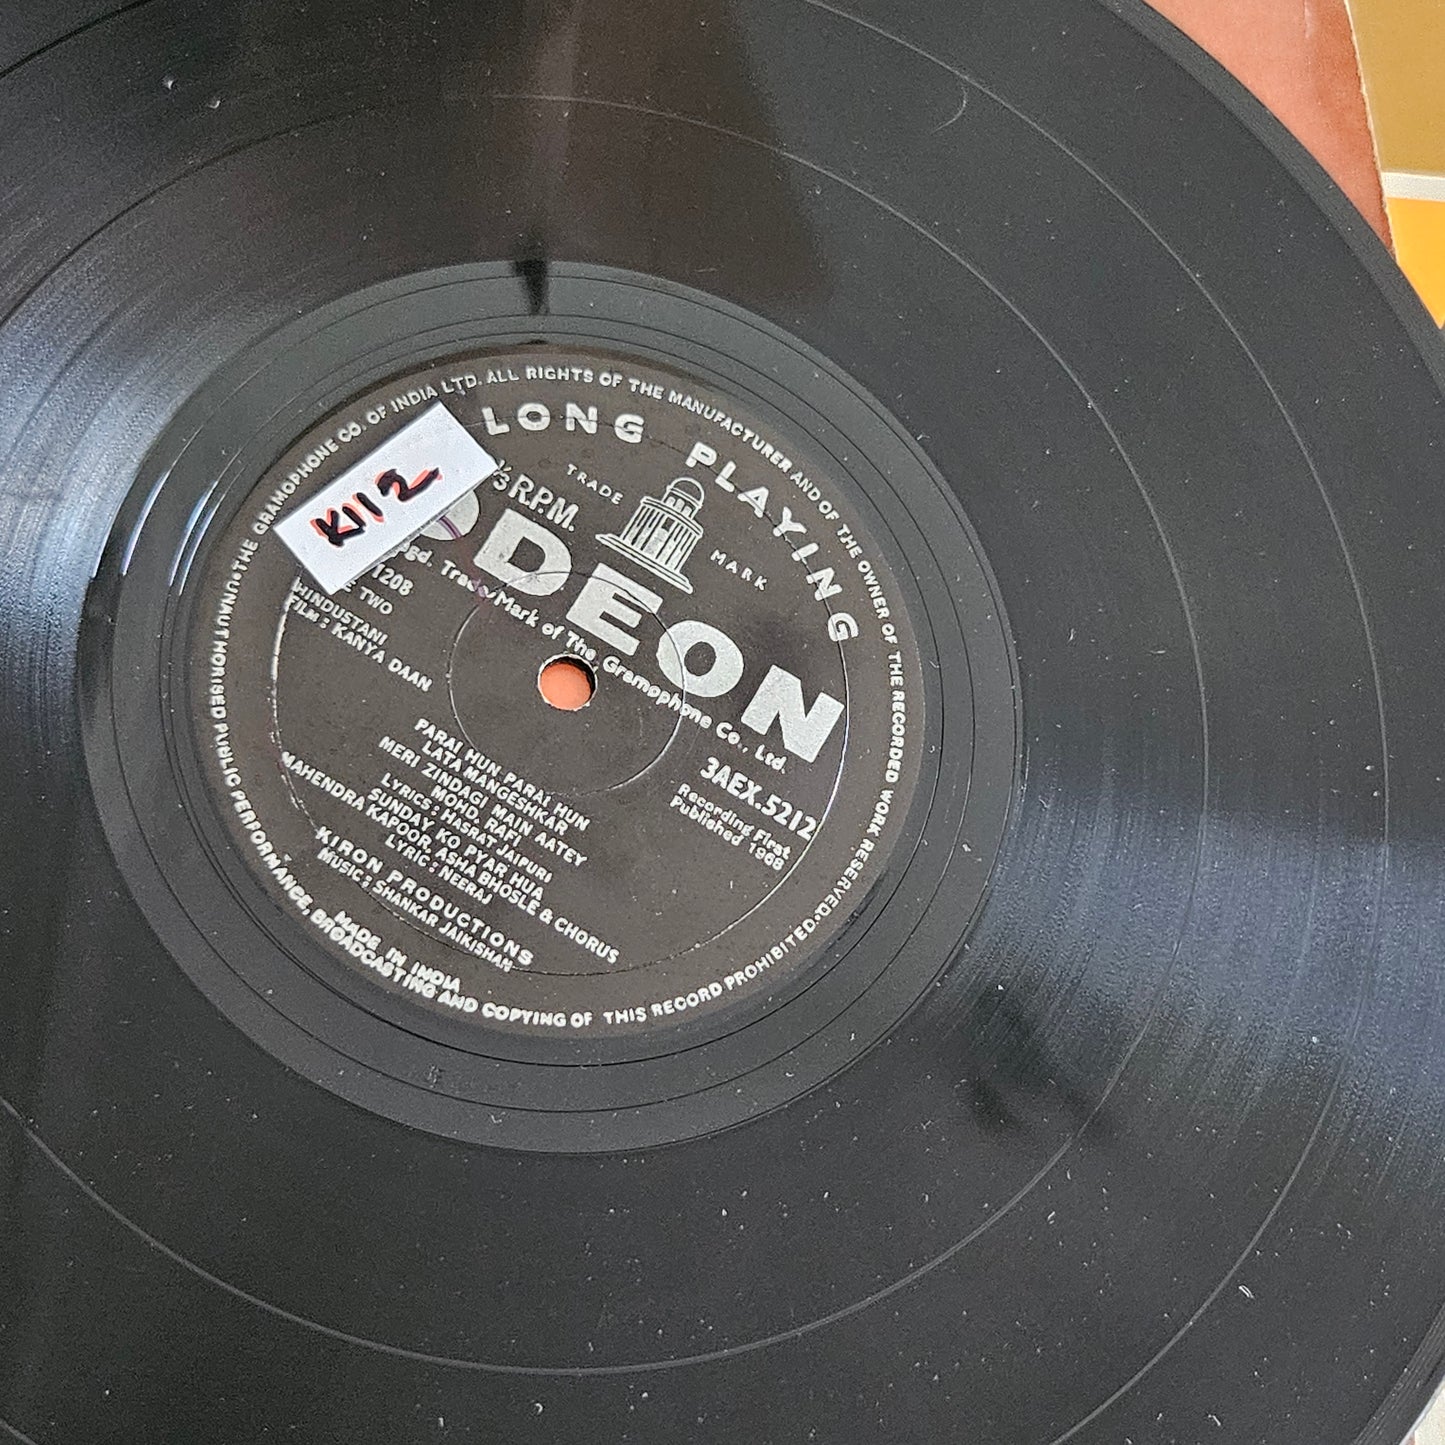 THE GRAMOPHONE CO. OF INDIA LTD. ALL RIGHTS OF THE MANUFACTURER AND OF THE OWNER OF THE RECORDED WORK RESERVED.
UNAUTHORISED PUBLIC PERFORMANCE, BROADCASTING AND COPYING OF THIS RECORD PROHIBITED.
LONG PLAYING
K112
⅓ R.P.M.
TRADE MARK
ODEON
Regd. Trade Mark of The Gramophone Co., Ltd.
1208
TWO
HINDUSTANI
FILM : KANYA DAAN
3AEX.5212
Recording First
Published 1968
PARAI HUN PARAI HUN
LATA MANGESHKAR
MERI ZINDAGI MAIN AATEY
MOHD. RAFI
LYRICS : HASRAT JAIPURI
SUNDAY KO PYAR HUA
MAHENDRA KAPOOR, ASHA BHOSLE & CHORUS
LYRIC : NEERAJ
KIRON PRODUCTIONS
MUSIC : SHANKAR JAIKISHAN
MADE IN INDIA